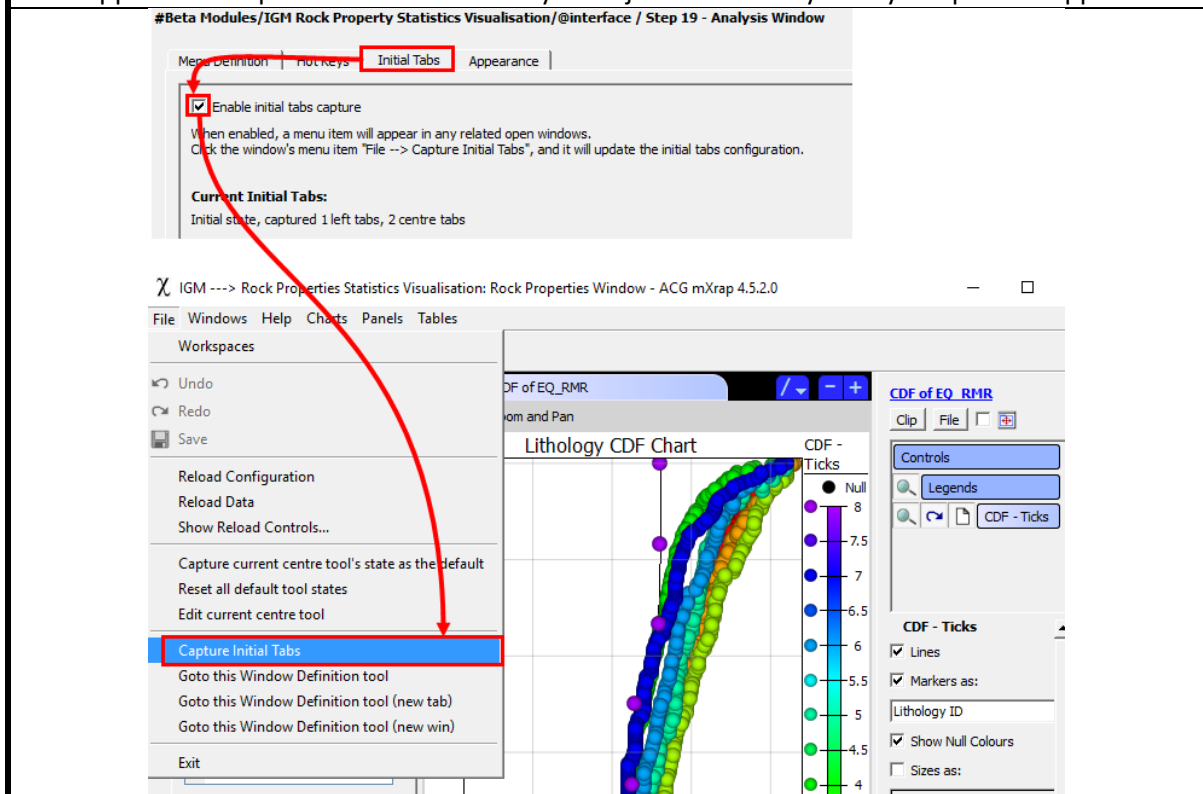 #Beta Modules/IGM Rock Property Statistics Visualisation/@interface / Step 19 - Analysis Window
Menu Definition Hot Keys Initial Tabs Appearance
Enable initial tabs capture
When enabled, a menu item will appear in any related open windows.
Click the window's menu item "File --> Capture Initial Tabs", and it will update the initial tabs configuration.
Current Initial Tabs:
Initial state, captured 1 left tabs, 2 centre tabs
IGM ---> Rock Properties Statistics Visualisation: Rock Properties Window - ACG mXrap 4.5.2.0
File Windows Help Charts Panels Tables
Workspaces
Undo
Redo
Save
Reload Configuration
Reload Data
Show Reload Controls...
Capture current centre tool's state as the default
Reset all default tool states
Edit current centre tool
Capture Initial Tabs
Goto this Window Definition tool
Goto this Window Definition tool (new tab)
Goto this Window Definition tool (new win)
Exit
DF of EQ_RMR
oom and Pan
Lithology CDF Chart
CDF -
Ticks
Null
8
7.5
7
6.5
6
5.5
5
4.5
4
CDF of EQ_RMR
Clip File
Controls
Legends
CDF - Ticks
CDF - Ticks
Lines
Markers as:
Lithology ID
Show Null Colours
Sizes as: